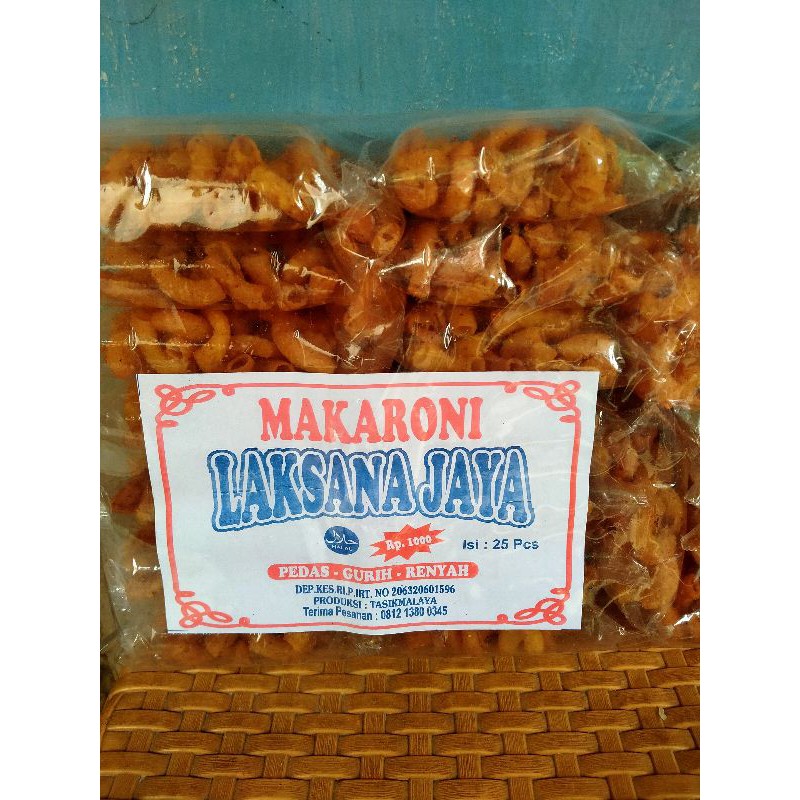 MAKARONI
LAKSANA JAYA
حلال
HALAL
Rp. 1000
Isi : 25 Pcs
PEDAS - GURIH - RENYAH
DEP.KES.RI.P.IRT. NO 206320601596
PRODUKSI : TASIKMALAYA
Terima Pesanan : 0812 1380 0345